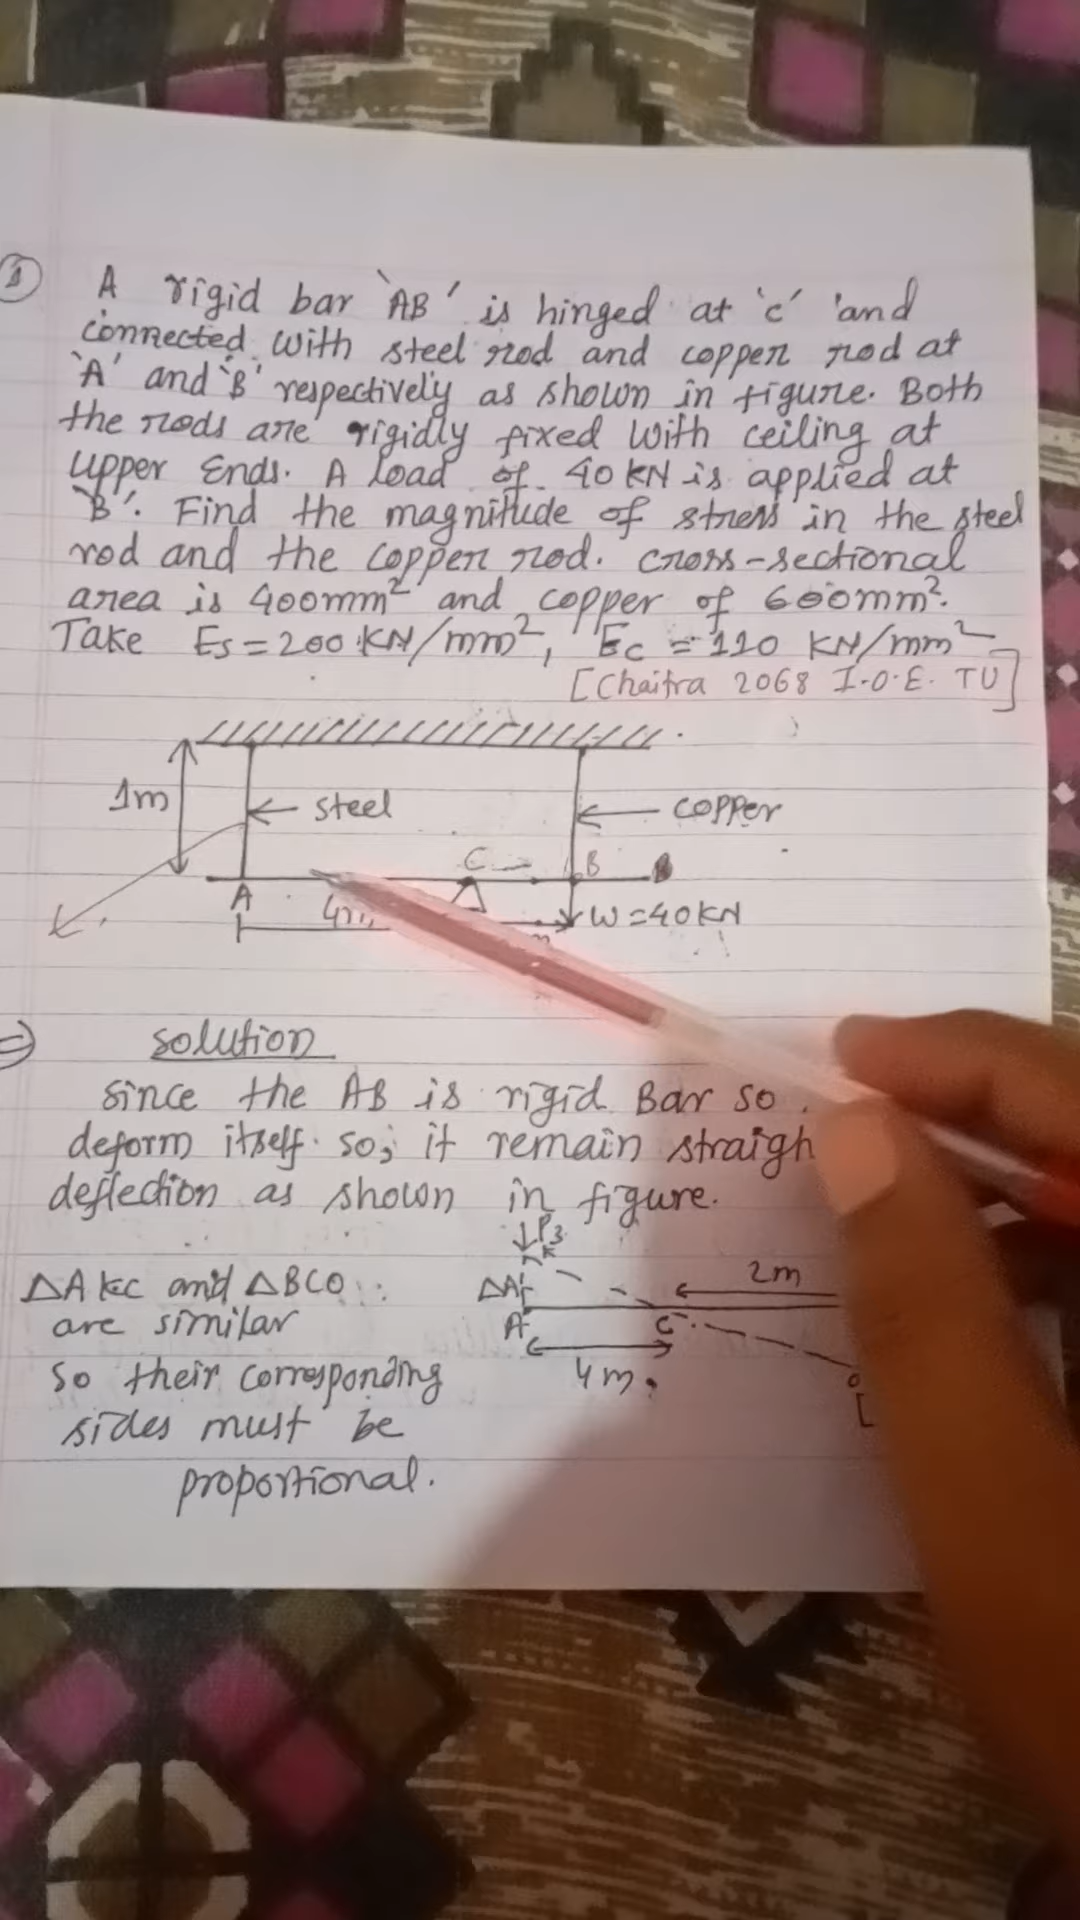 1
A rigid bar 'AB' is hinged at 'c' 'and
connected with steel rod and copper rod at
'A' and 'B' respectively as shown in figure. Both
the rods are rigidly fixed with ceiling at
upper Ends. A load of 40 KN is applied at
'B'. Find the magnitude of stress in the steel
rod and the copper rod. cross-sectional
area is 400mm² and copper of 600mm².
Take Es = 200 KN/mm², Ec = 110 KN/mm²
[Chaitra 2068 I.O.E. TU]
1m
steel
copper
C
B
B
A
4m
W = 40KN
=) solution
since the AB is rigid Bar so
deform itself. so; it remain straigh
deflection as shown in figure.
↓P3
ΔAKC and ΔBCO
ΔA
2m
are similar
A
C
4m.
so their corresponding
sides must be
proportional.